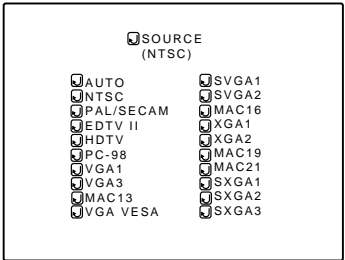 SOURCE
(NTSC)
AUTO
NTSC
PAL/SECAM
EDTV II
HDTV
PC-98
VGA1
VGA3
MAC13
VGA VESA
SVGA1
SVGA2
MAC16
XGA1
XGA2
MAC19
MAC21
SXGA1
SXGA2
SXGA3